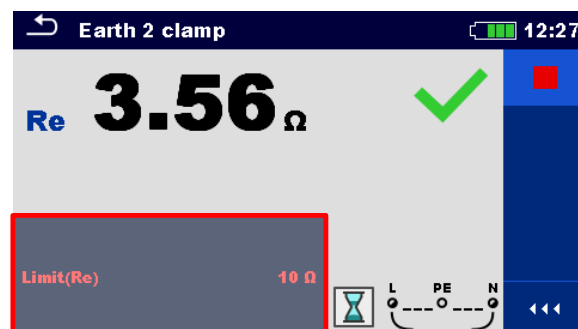 Earth 2 clamp 12:27
Re 3.56 Ω
Limit(Re) 10 Ω
L PE N